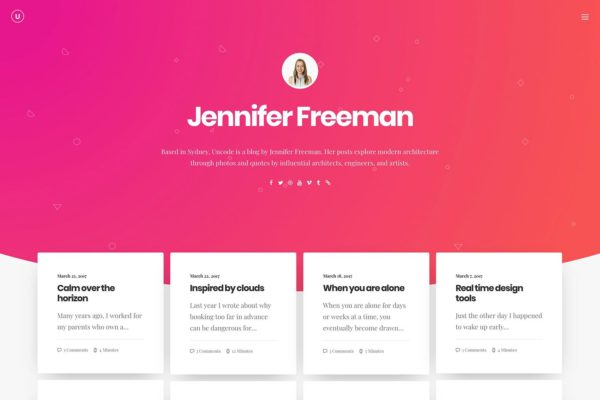 U
Jennifer Freeman
Based in Sydney, Uncode is a blog by Jennifer Freeman. Her posts explore modern architecture
through photos and quotes by influential architects, engineers, and artists.
March 23, 2017
Calm over the
horizon
Many years ago, I worked for
my parents who own a...
3 Comments 4 Minutes
March 22, 2017
Inspired by clouds
Last year I wrote about why
booking too far in advance
can be dangerous for...
3 Comments 12 Minutes
March 18, 2017
When you are alone
When you are alone for days
or weeks at a time, you
eventually become drawn...
3 Comments 7 Minutes
March 7, 2017
Real time design
tools
Just the other day I happened
to wake up early...
3 Comments 4 Minutes